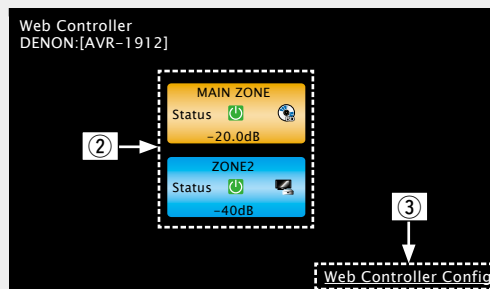 Web Controller
DENON:[AVR-1912]
MAIN ZONE
Status
-20.0dB
②
ZONE2
Status
-40dB
③
Web Controller Config